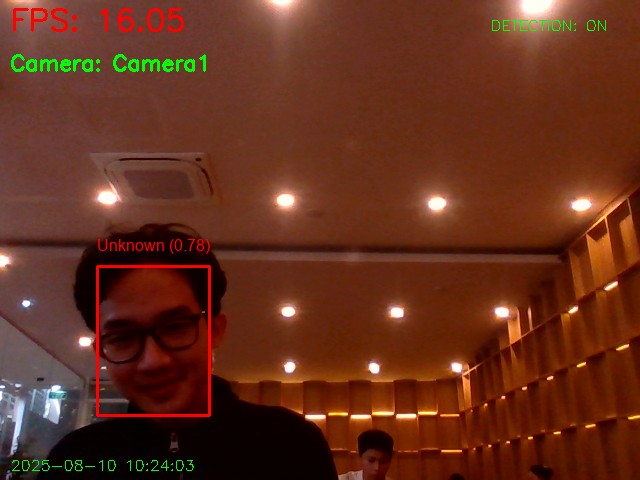 FPS: 16.05
DETECTION: ON
Camera: Camera1
Unknown (0.78)
2025-08-10 10:24:03